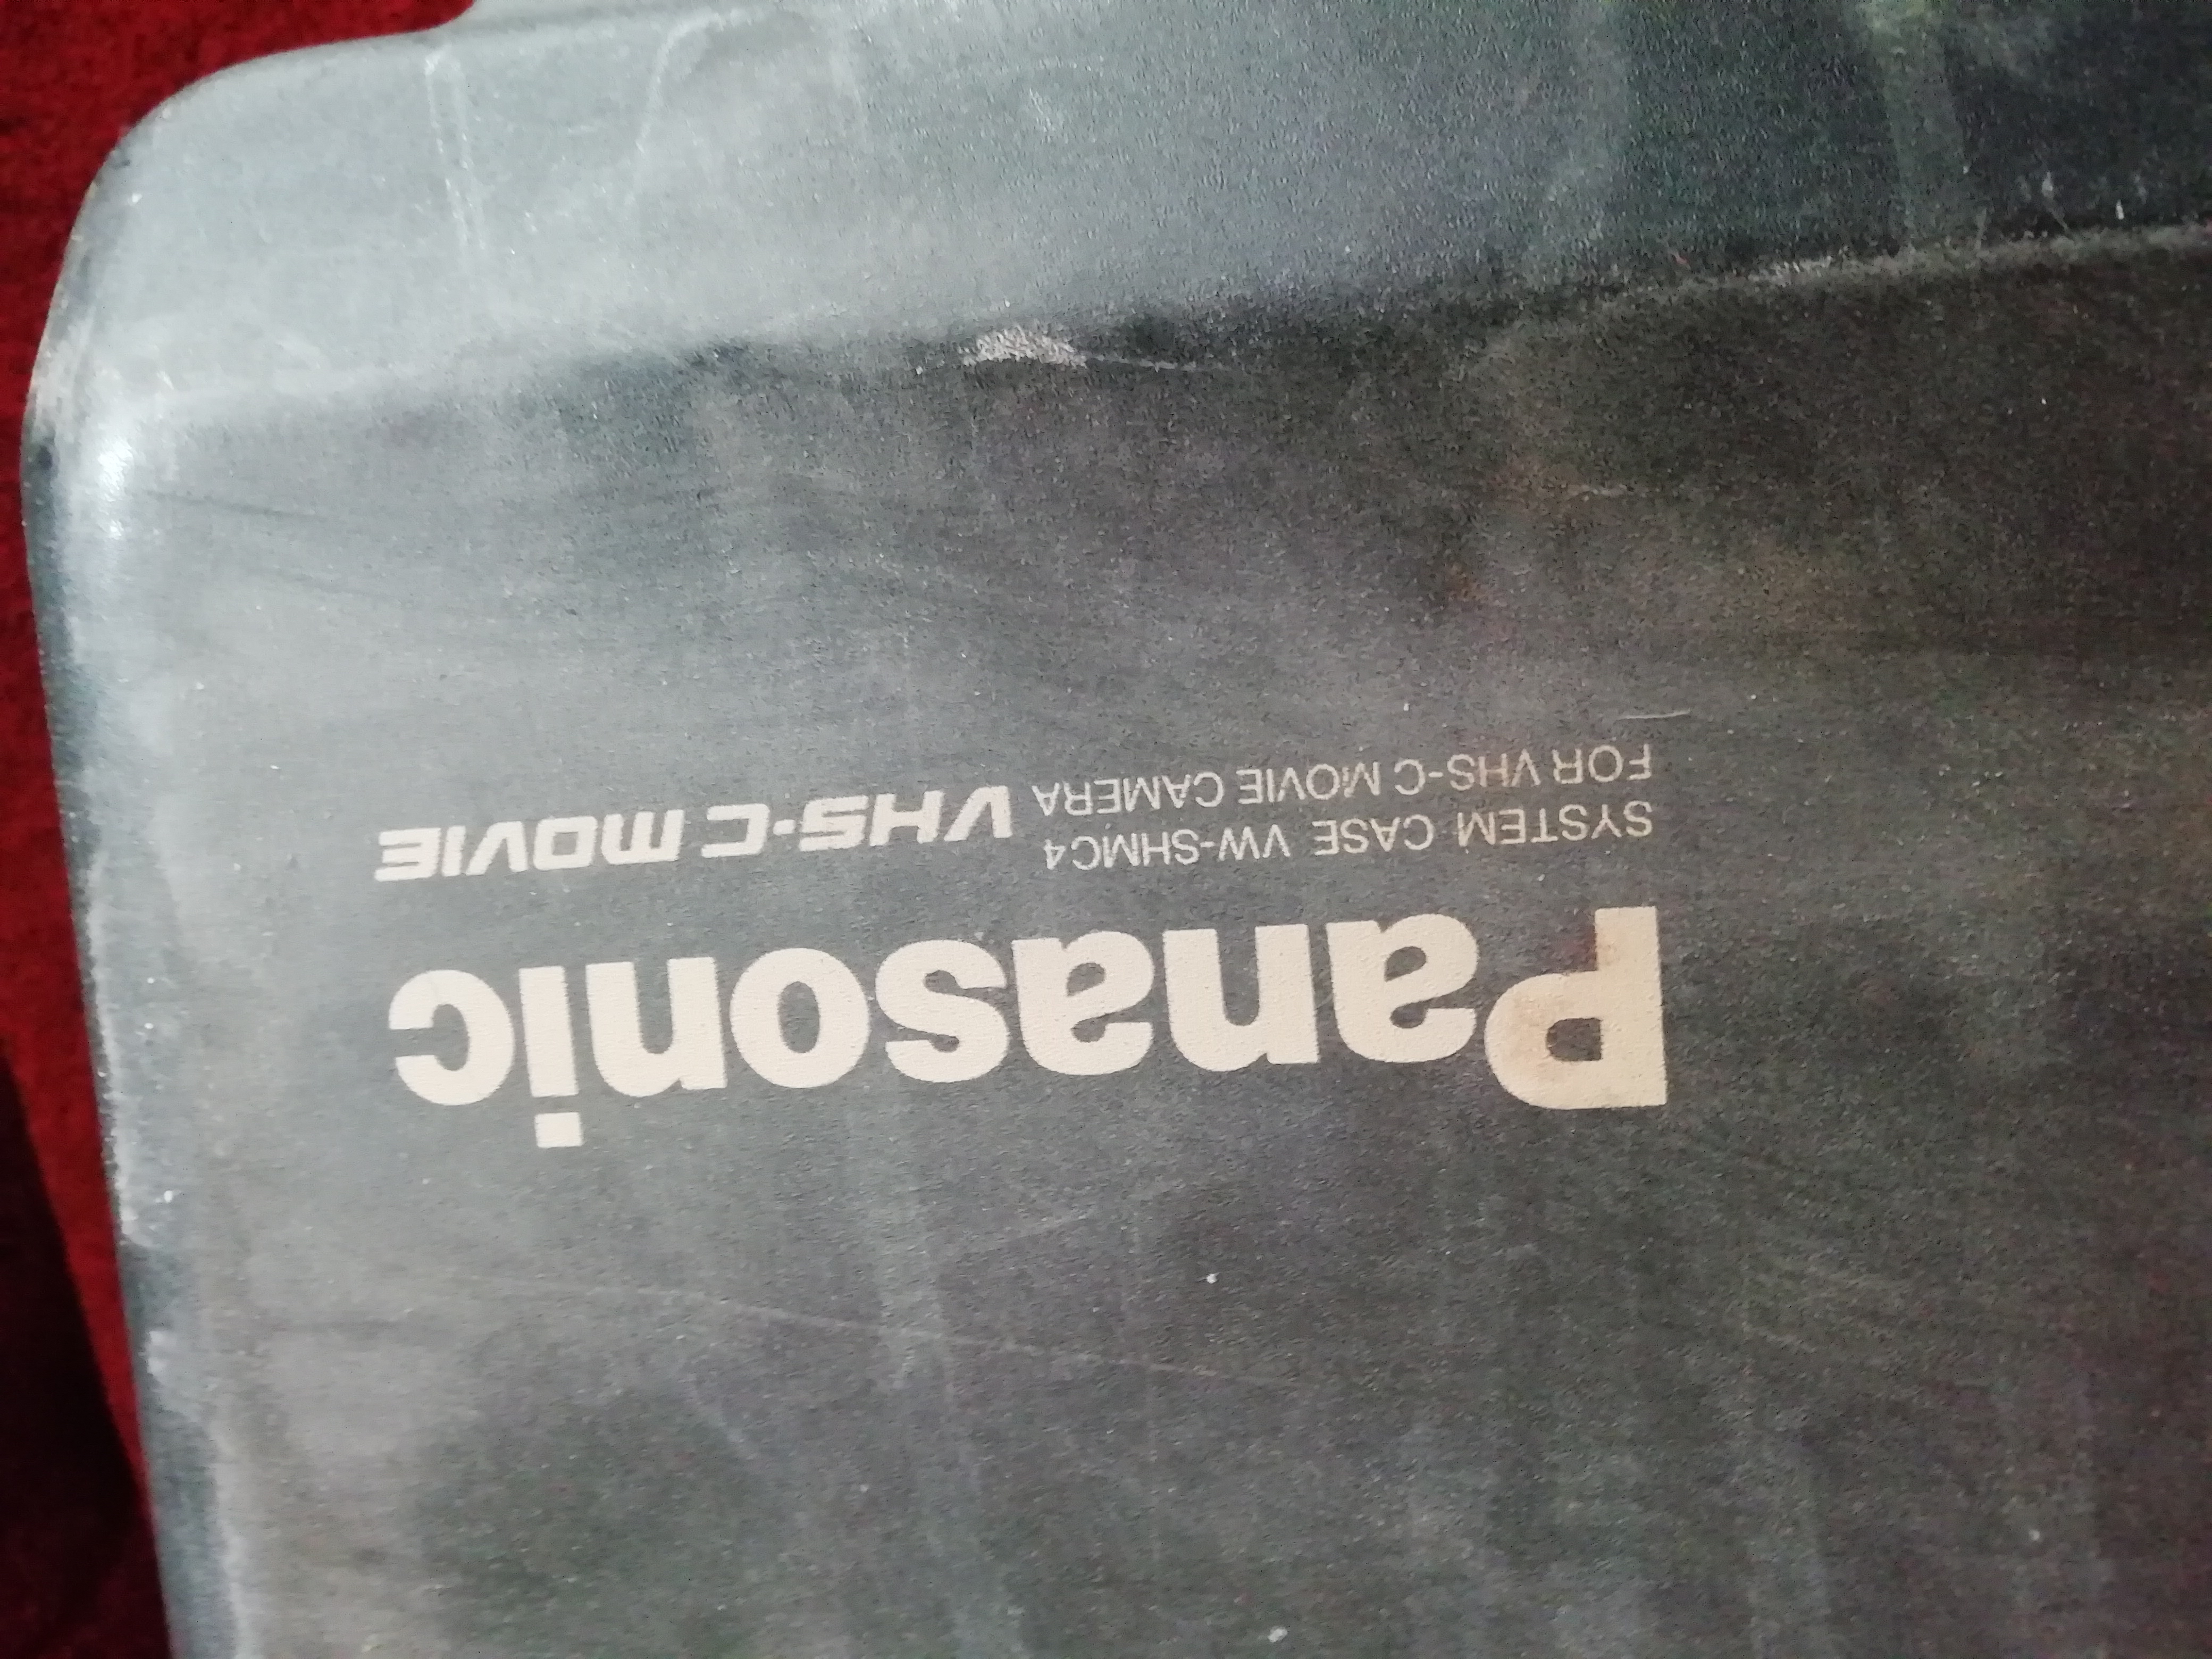 Panasonic
SYSTEM CASE VW-SHMC4
FOR VHS-C MOVIE CAMERA
VHS-C MOVIE